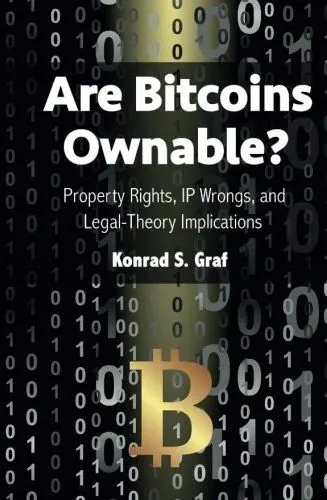 Are Bitcoins
Ownable?
Property Rights, IP Wrongs, and
Legal-Theory Implications
Konrad S. Graf